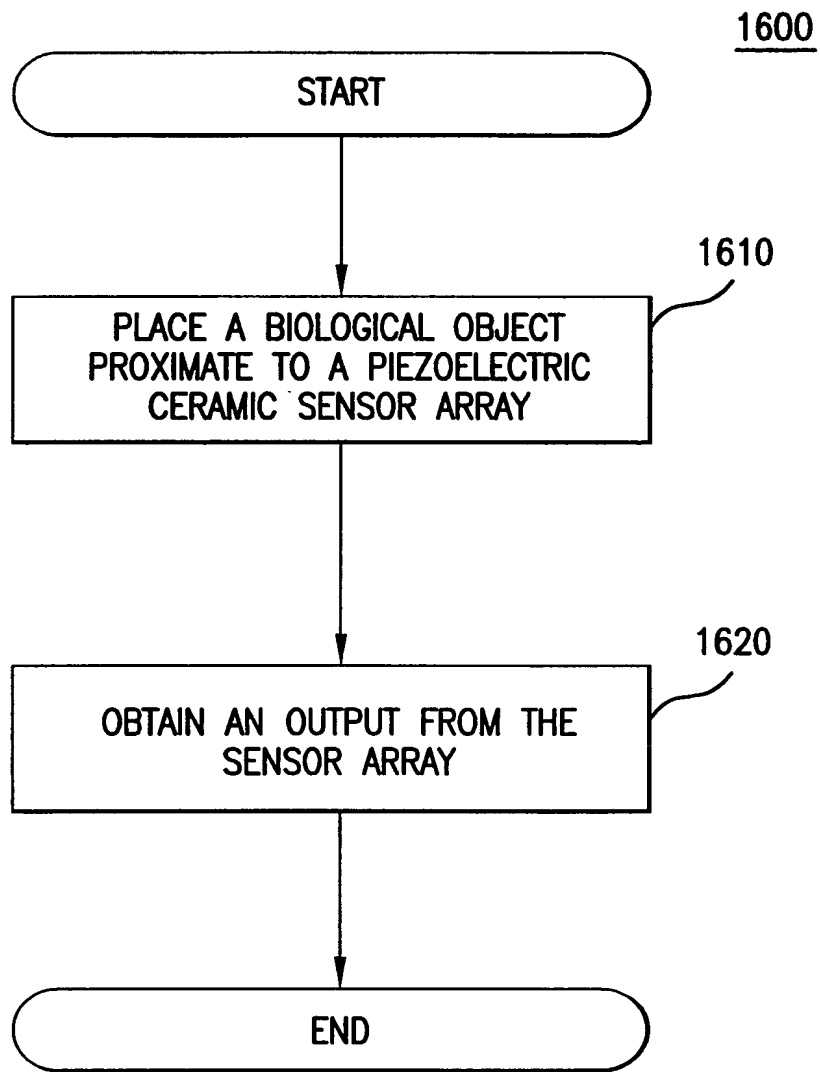 1600
START
1610
PLACE A BIOLOGICAL OBJECT
PROXIMATE TO A PIEZOELECTRIC
CERAMIC SENSOR ARRAY
1620
OBTAIN AN OUTPUT FROM THE
SENSOR ARRAY
END